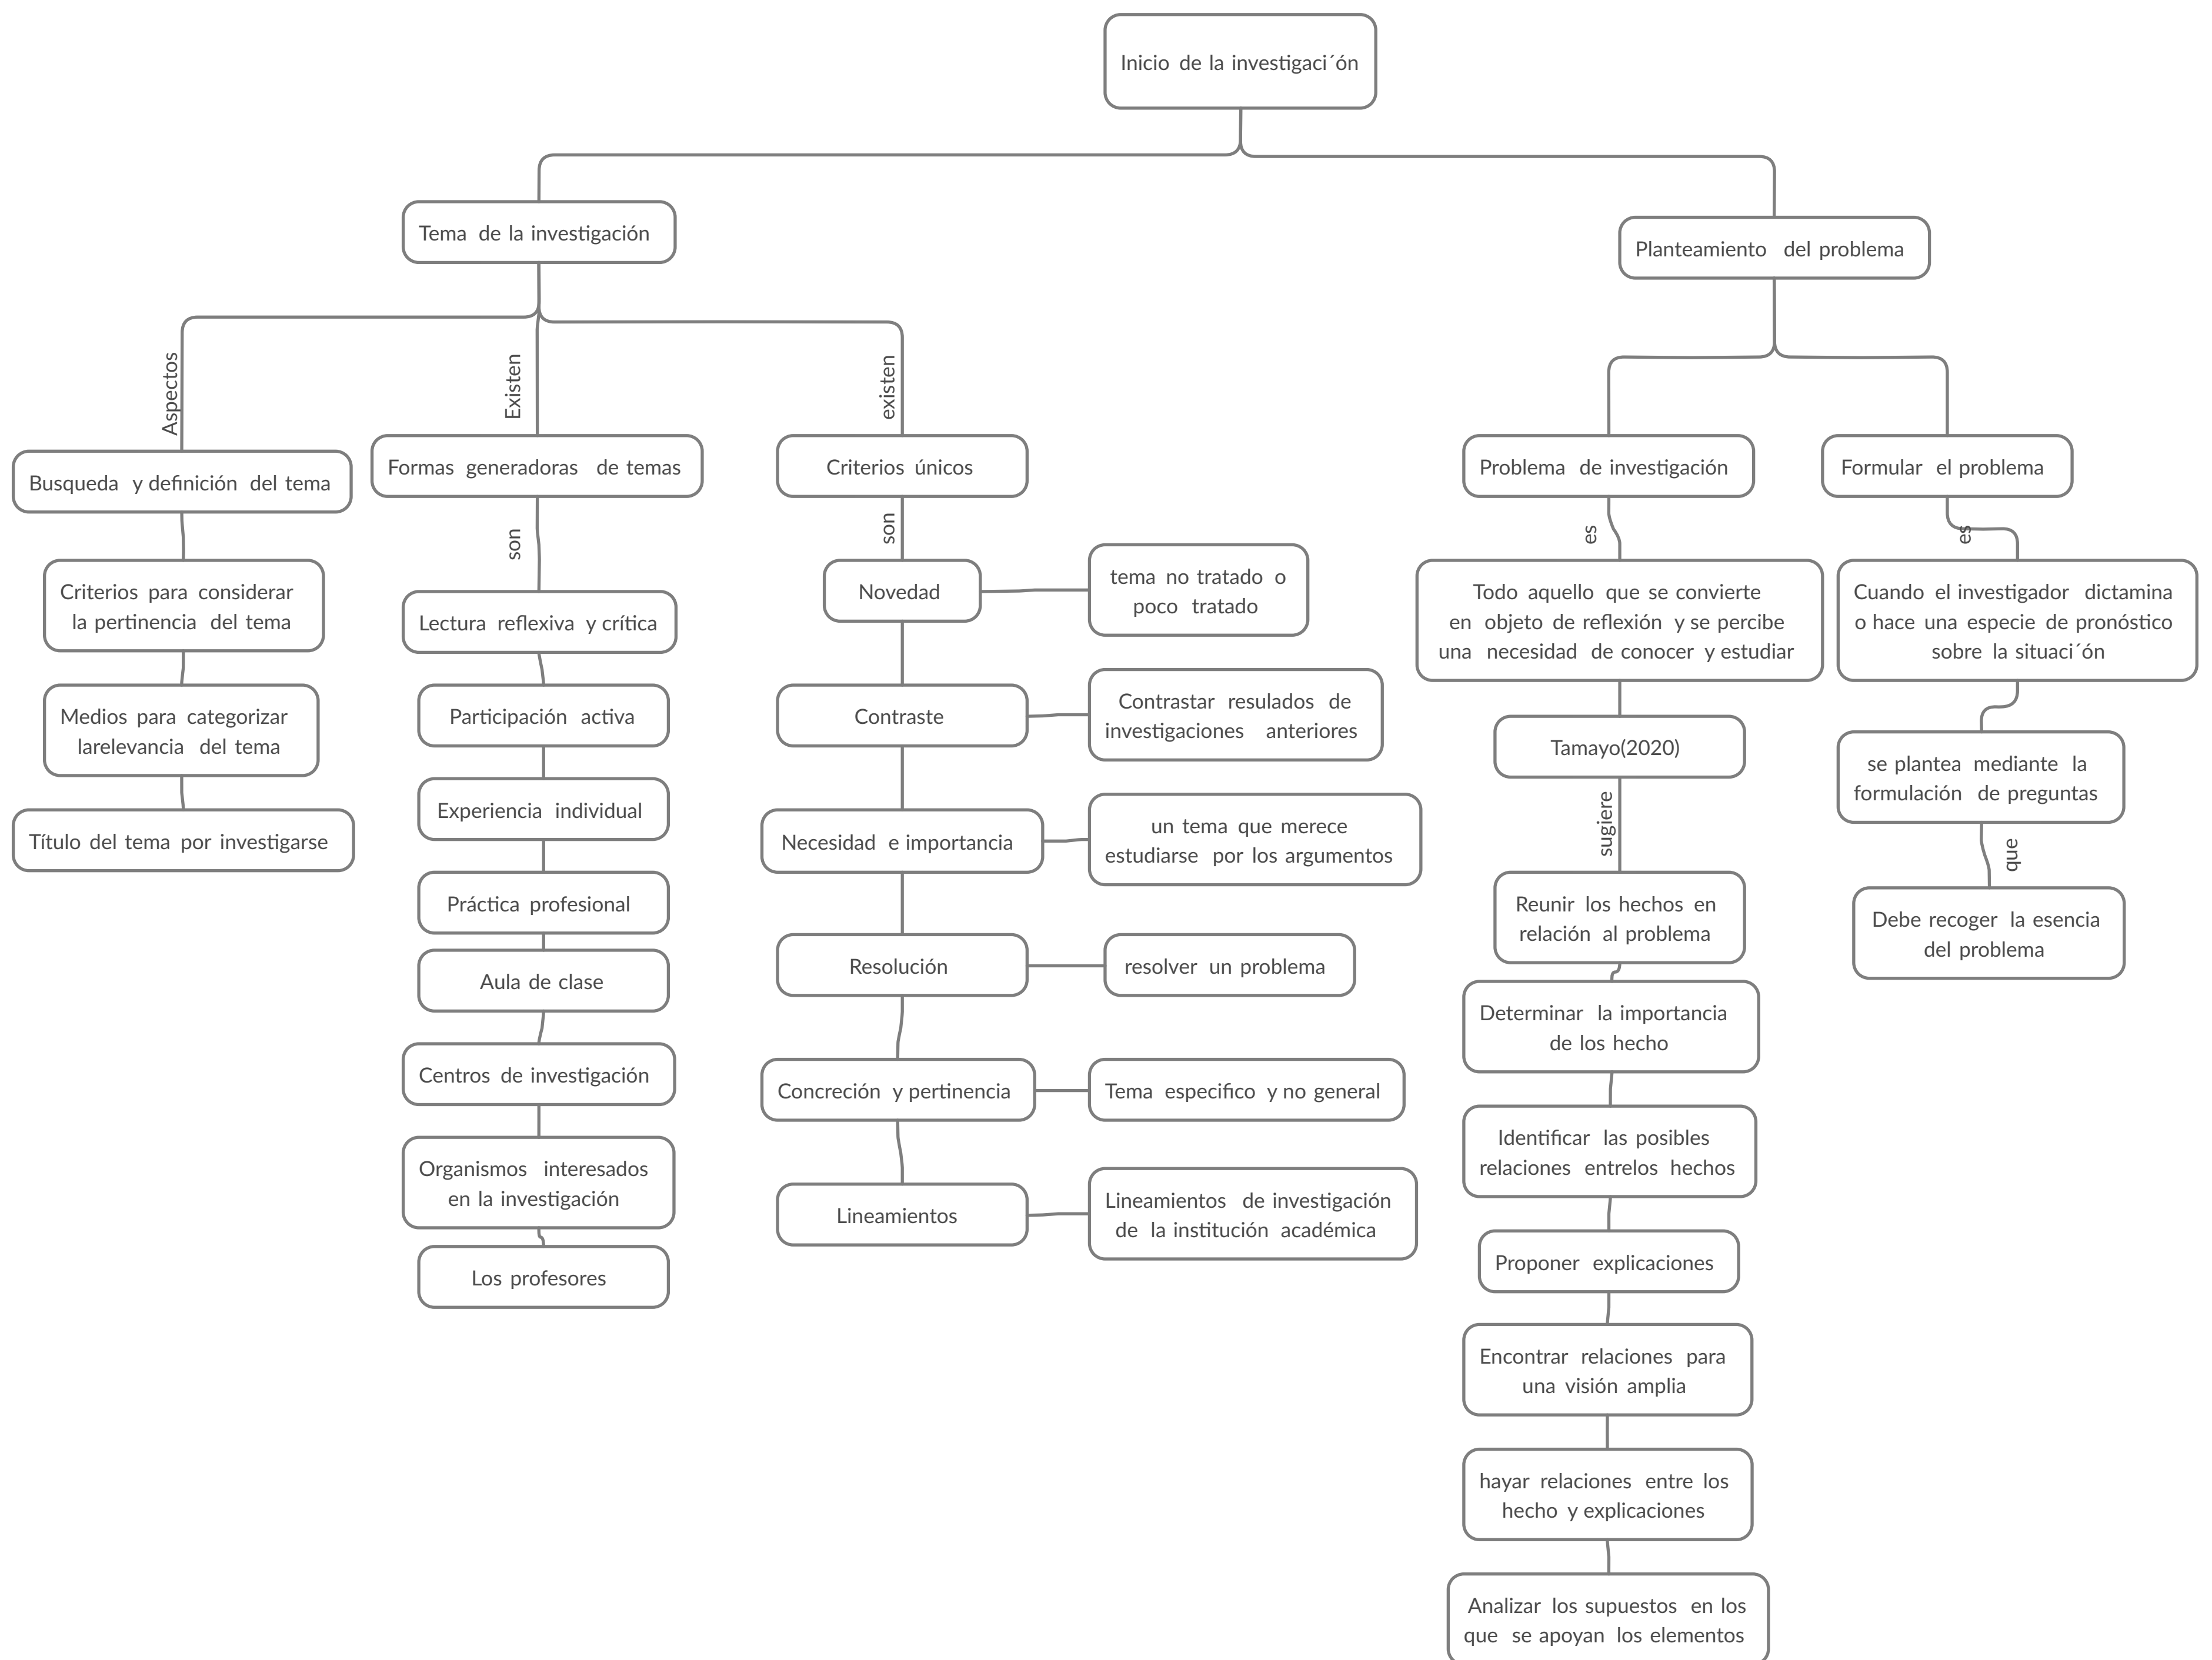 Inicio de la investigaci´ón
Tema de la investigación
Planteamiento del problema
Aspectos
Busqueda y definición del tema
Criterios para considerar
la pertinencia del tema
Medios para categorizar
larelevancia del tema
Título del tema por investigarse
Existen
Formas generadoras de temas
son
Lectura reflexiva y crítica
Participación activa
Experiencia individual
Práctica profesional
Aula de clase
Centros de investigación
Organismos interesados
en la investigación
Los profesores
existen
Criterios únicos
son
Novedad
tema no tratado o
poco tratado
Contraste
Contrastar resulados de
investigaciones anteriores
Necesidad e importancia
un tema que merece
estudiarse por los argumentos
Resolución
resolver un problema
Concreción y pertinencia
Tema especifico y no general
Lineamientos
Lineamientos de investigación
de la institución académica
Problema de investigación
es
Todo aquello que se convierte
en objeto de reflexión y se percibe
una necesidad de conocer y estudiar
Tamayo(2020)
sugiere
Reunir los hechos en
relación al problema
Determinar la importancia
de los hecho
Identificar las posibles
relaciones entrelos hechos
Proponer explicaciones
Encontrar relaciones para
una visión amplia
hayar relaciones entre los
hecho y explicaciones
Analizar los supuestos en los
que se apoyan los elementos
Formular el problema
es
Cuando el investigador dictamina
o hace una especie de pronóstico
sobre la situaci´ón
se plantea mediante la
formulación de preguntas
que
Debe recoger la esencia
del problema